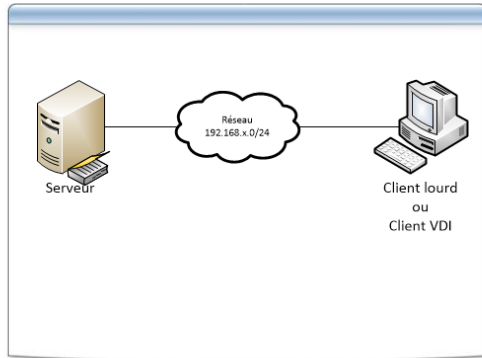 Réseau
192.168.x.0/24
Serveur
Client lourd
ou
Client VDI